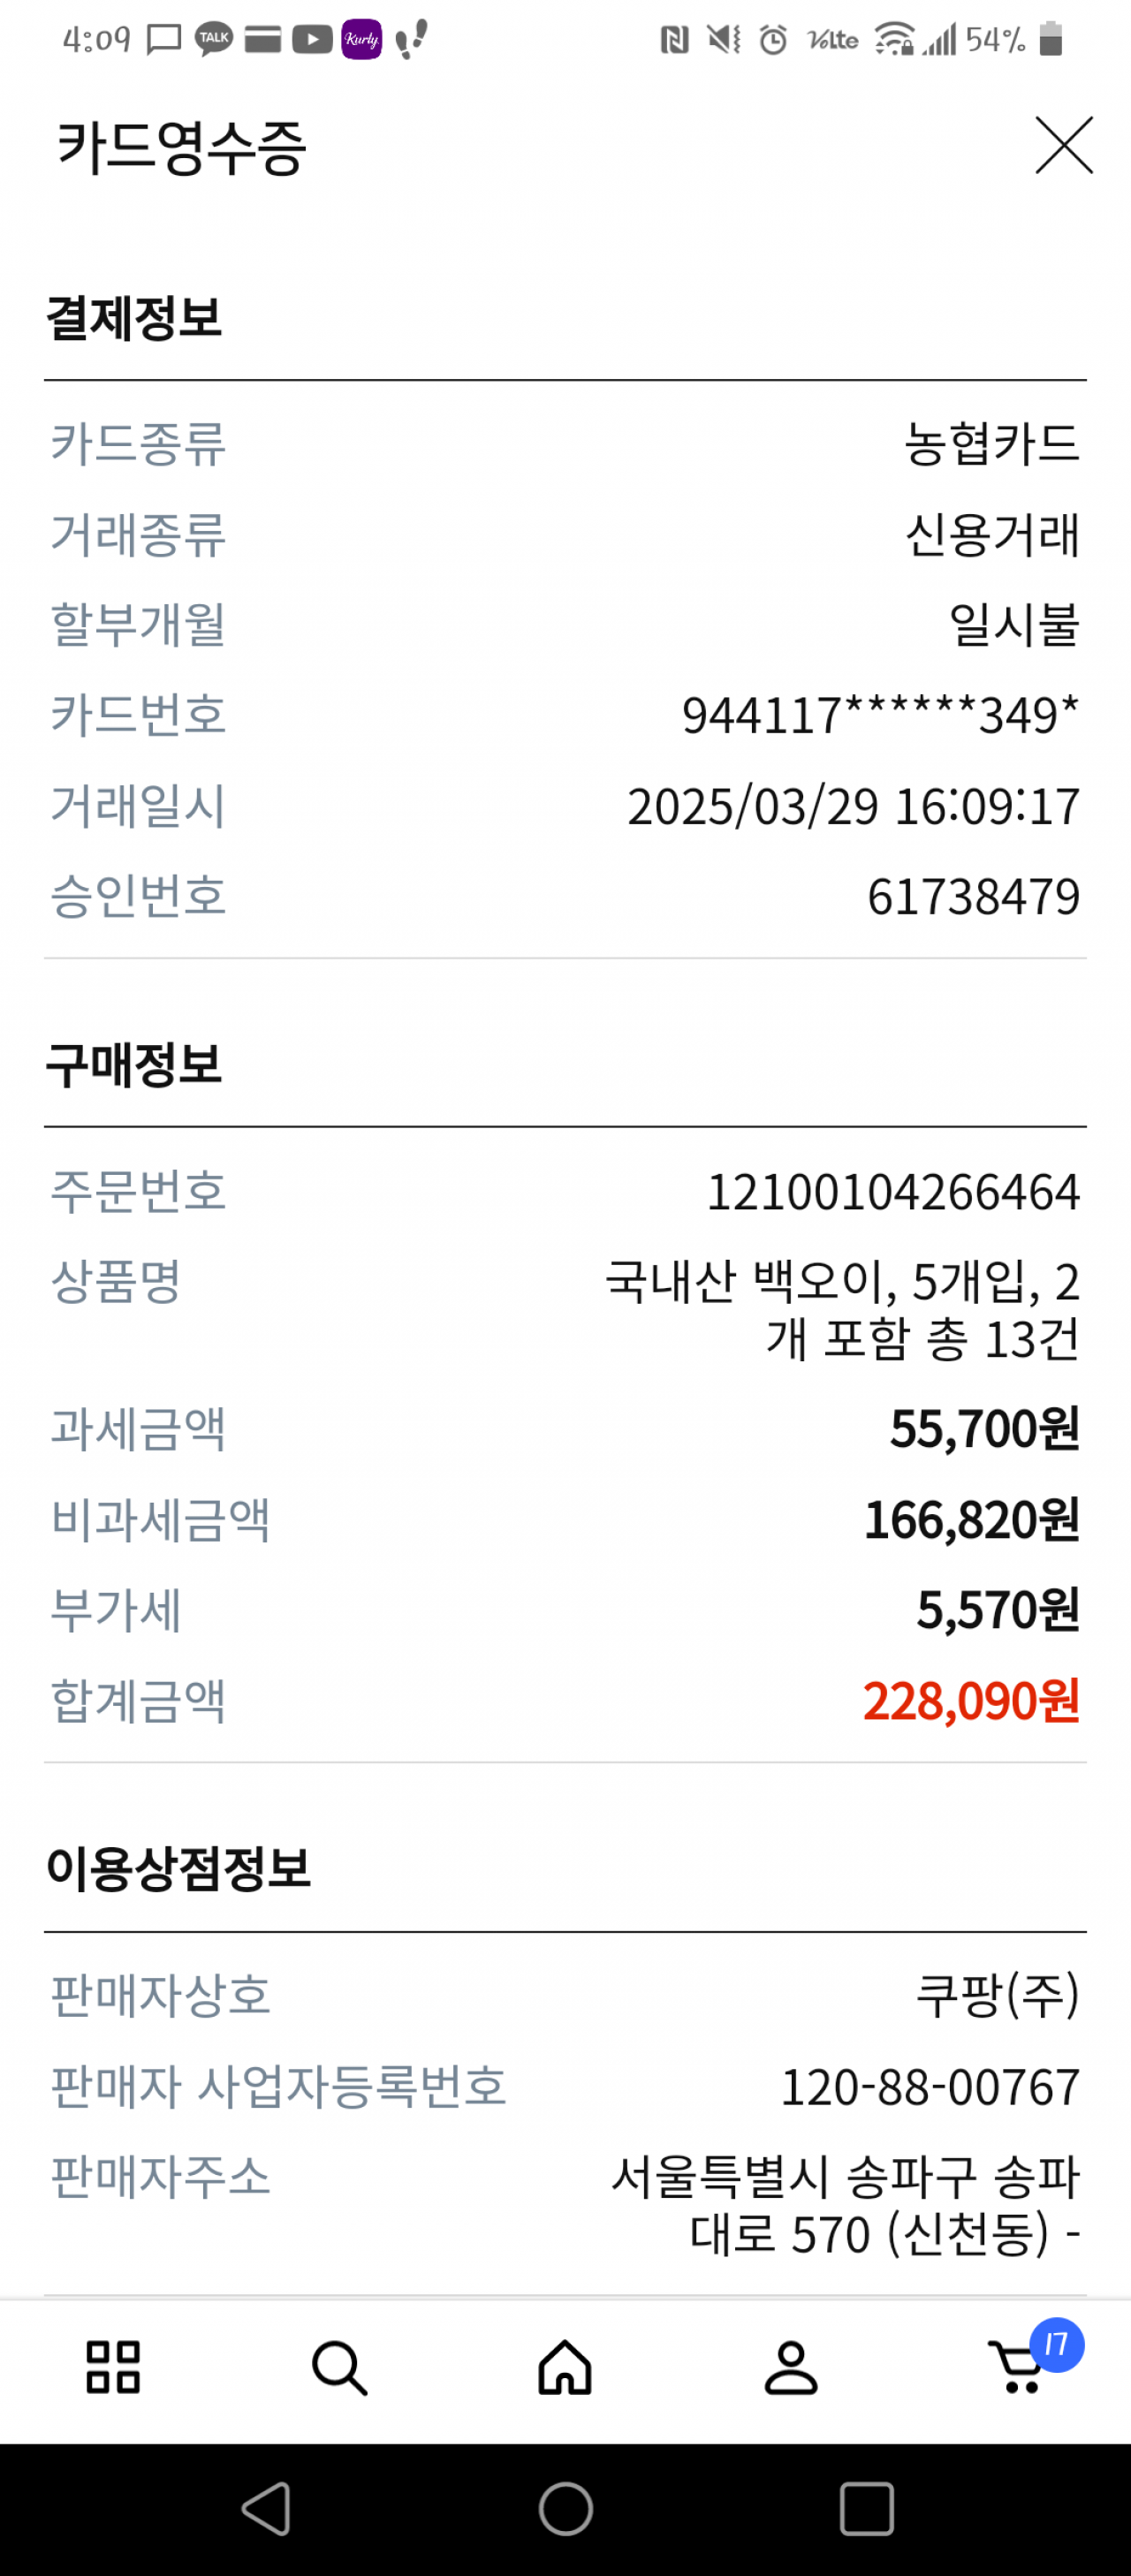 4:09 TALK Kurly VoLTE 54%
카드영수증
결제정보
카드종류 농협카드
거래종류 신용거래
할부개월 일시불
카드번호 944117******349*
거래일시 2025/03/29 16:09:17
승인번호 61738479
구매정보
주문번호 12100104266464
상품명 국내산 백오이, 5개입, 2
개 포함 총 13건
과세금액 55,700원
비과세금액 166,820원
부가세 5,570원
합계금액 228,090원
이용상점정보
판매자상호 쿠팡(주)
판매자 사업자등록번호 120-88-00767
판매자주소 서울특별시 송파구 송파
대로 570 (신천동) -
17